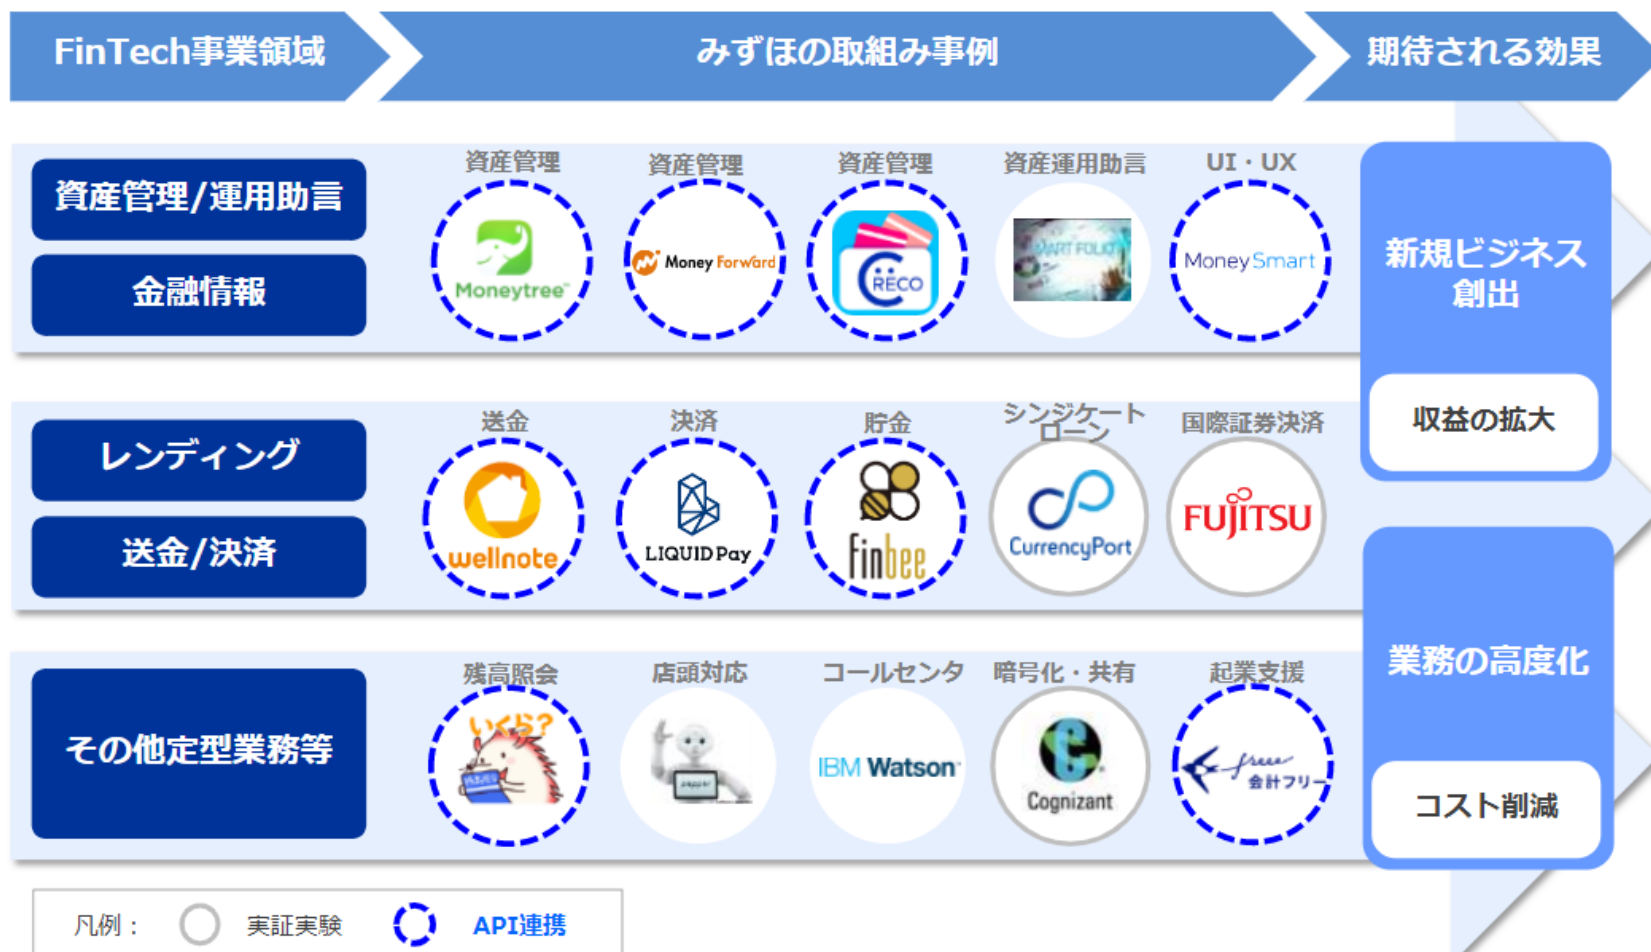 FinTech事業領域
みずほの取組み事例
期待される効果
資産管理/運用助言
金融情報
資産管理
資産管理
資産管理
資産運用助言
UI・UX
Moneytree
Money Forward
CRECO
SMART FOLIO
MoneySmart
新規ビジネス
創出
収益の拡大
レンディング
送金/決済
送金
決済
貯金
シンジケート
ローン
国際証券決済
wellnote
LIQUID Pay
finbee
CurrencyPort
FUJITSU
業務の高度化
コスト削減
その他定型業務等
残高照会
店頭対応
コールセンタ
暗号化・共有
起業支援
いくら?
IBM Watson
Cognizant
freee
会計フリー
凡例：
実証実験
API連携